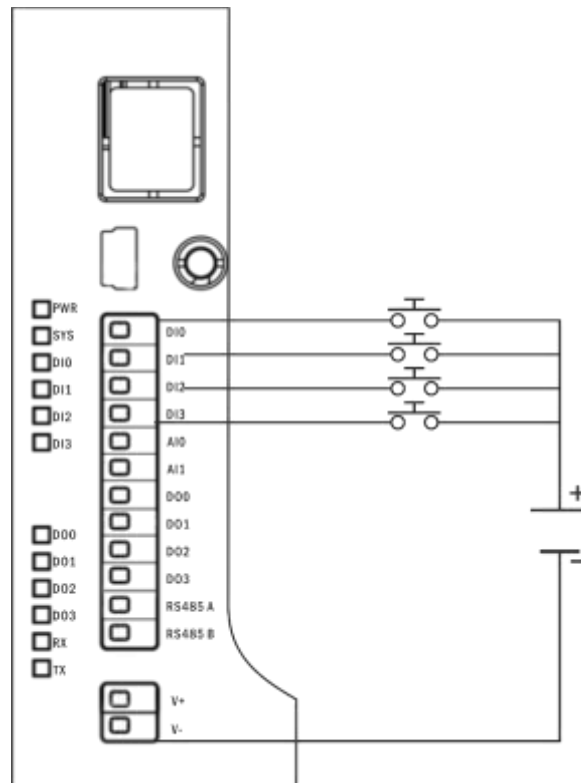 PWR
SYS
DI0
DI1
DI2
DI3
DO0
DO1
DO2
DO3
RX
TX
DI0
DI1
DI2
DI3
AI0
AI1
DO0
DO1
DO2
DO3
RS485 A
RS485 B
V+
V-
+
-